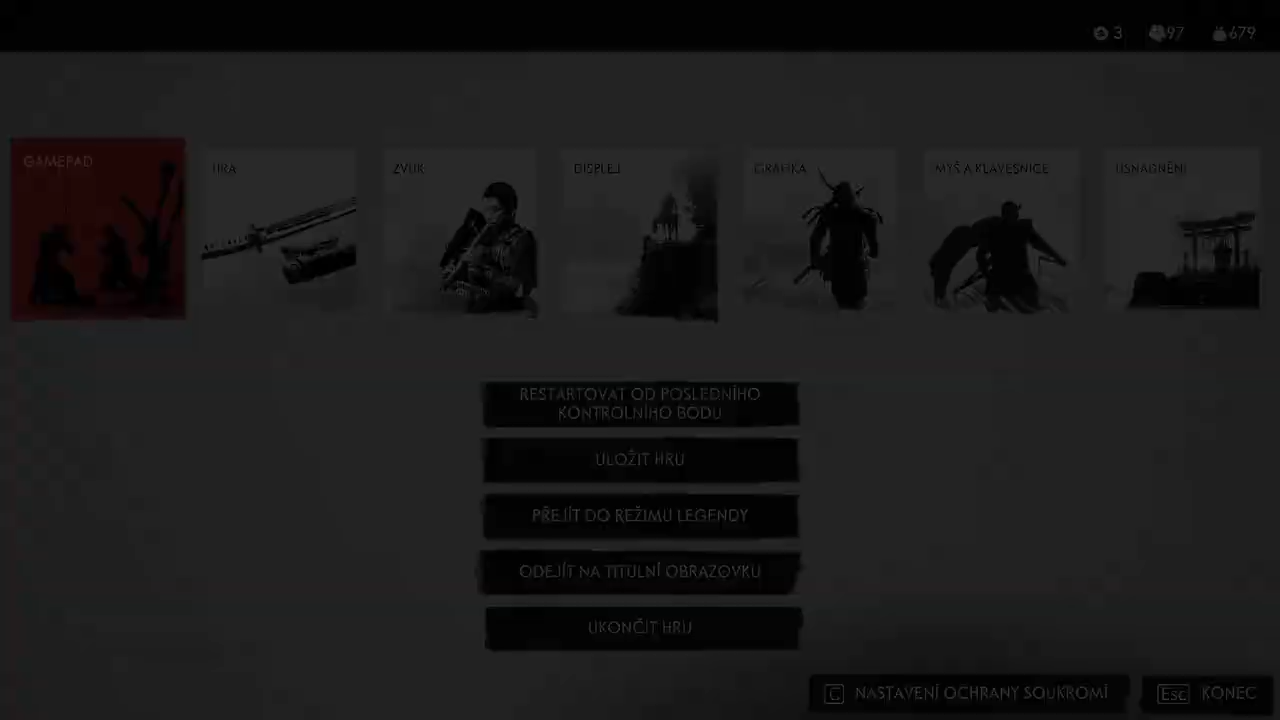 3 97 679
GAMEPAD
HRA
ZVUK
DISPLEJ
GRAFIKA
MYŠ A KLÁVESNICE
USNADNĚNÍ
RESTARTOVAT OD POSLEDNÍHO
KONTROLNÍHO BODU
ULOŽIT HRU
PŘEJÍT DO REŽIMU LEGENDY
ODEJÍT NA TITULNÍ OBRAZOVKU
UKONČIT HRU
C NASTAVENÍ OCHRANY SOUKROMÍ Esc KONEC